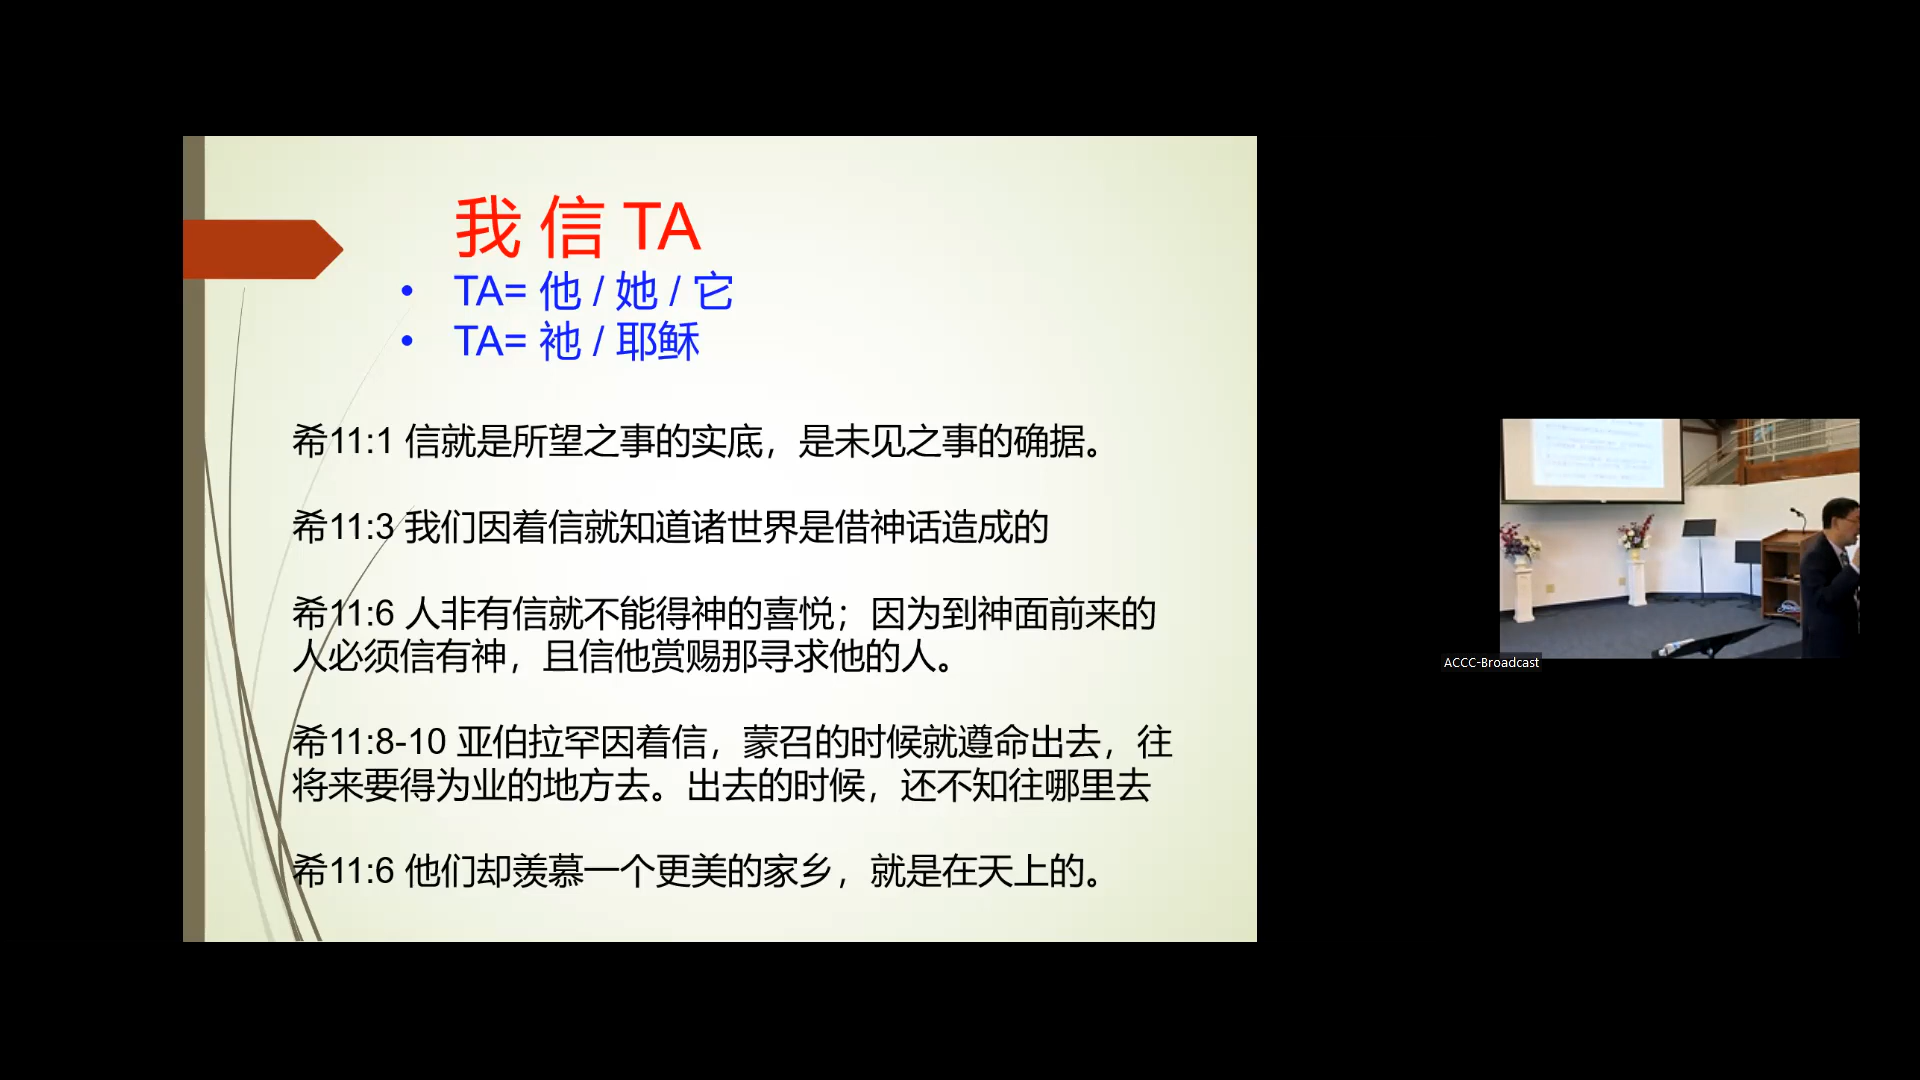 我 信 TA
• TA= 他 / 她 / 它
• TA= 祂 / 耶稣
希11:1 信就是所望之事的实底，是未见之事的确据。
希11:3 我们因着信就知道诸世界是借神话造成的
希11:6 人非有信就不能得神的喜悦；因为到神面前来的
人必须信有神，且信他赏赐那寻求他的人。
希11:8-10 亚伯拉罕因着信，蒙召的时候就遵命出去，往
将来要得为业的地方去。出去的时候，还不知往哪里去
希11:6 他们却羡慕一个更美的家乡，就是在天上的。
ACCC-Broadcast